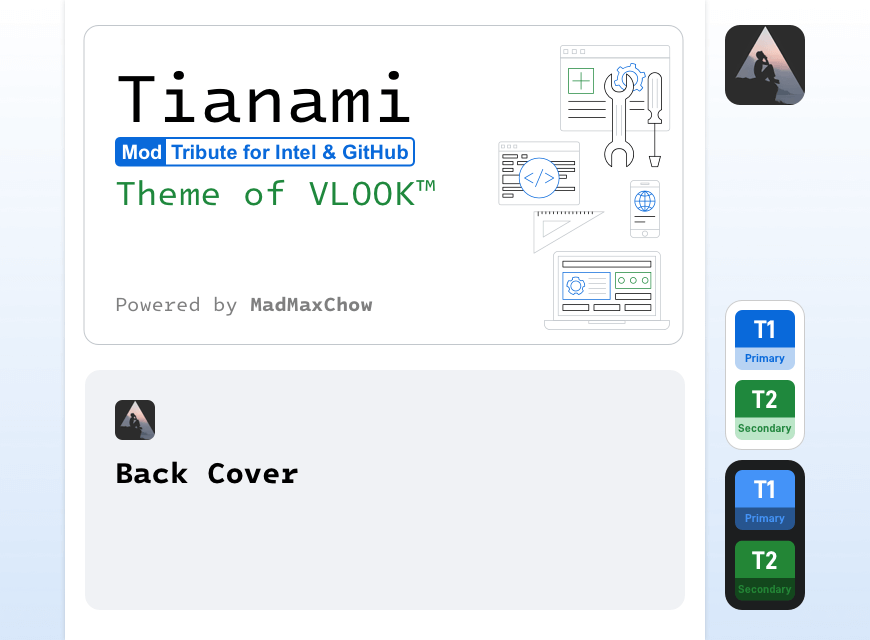 Tianami
Mod Tribute for Intel & GitHub
Theme of VLOOK™
</>
Powered by MadMaxChow
Back Cover
T1
Primary
T2
Secondary
T1
Primary
T2
Secondary